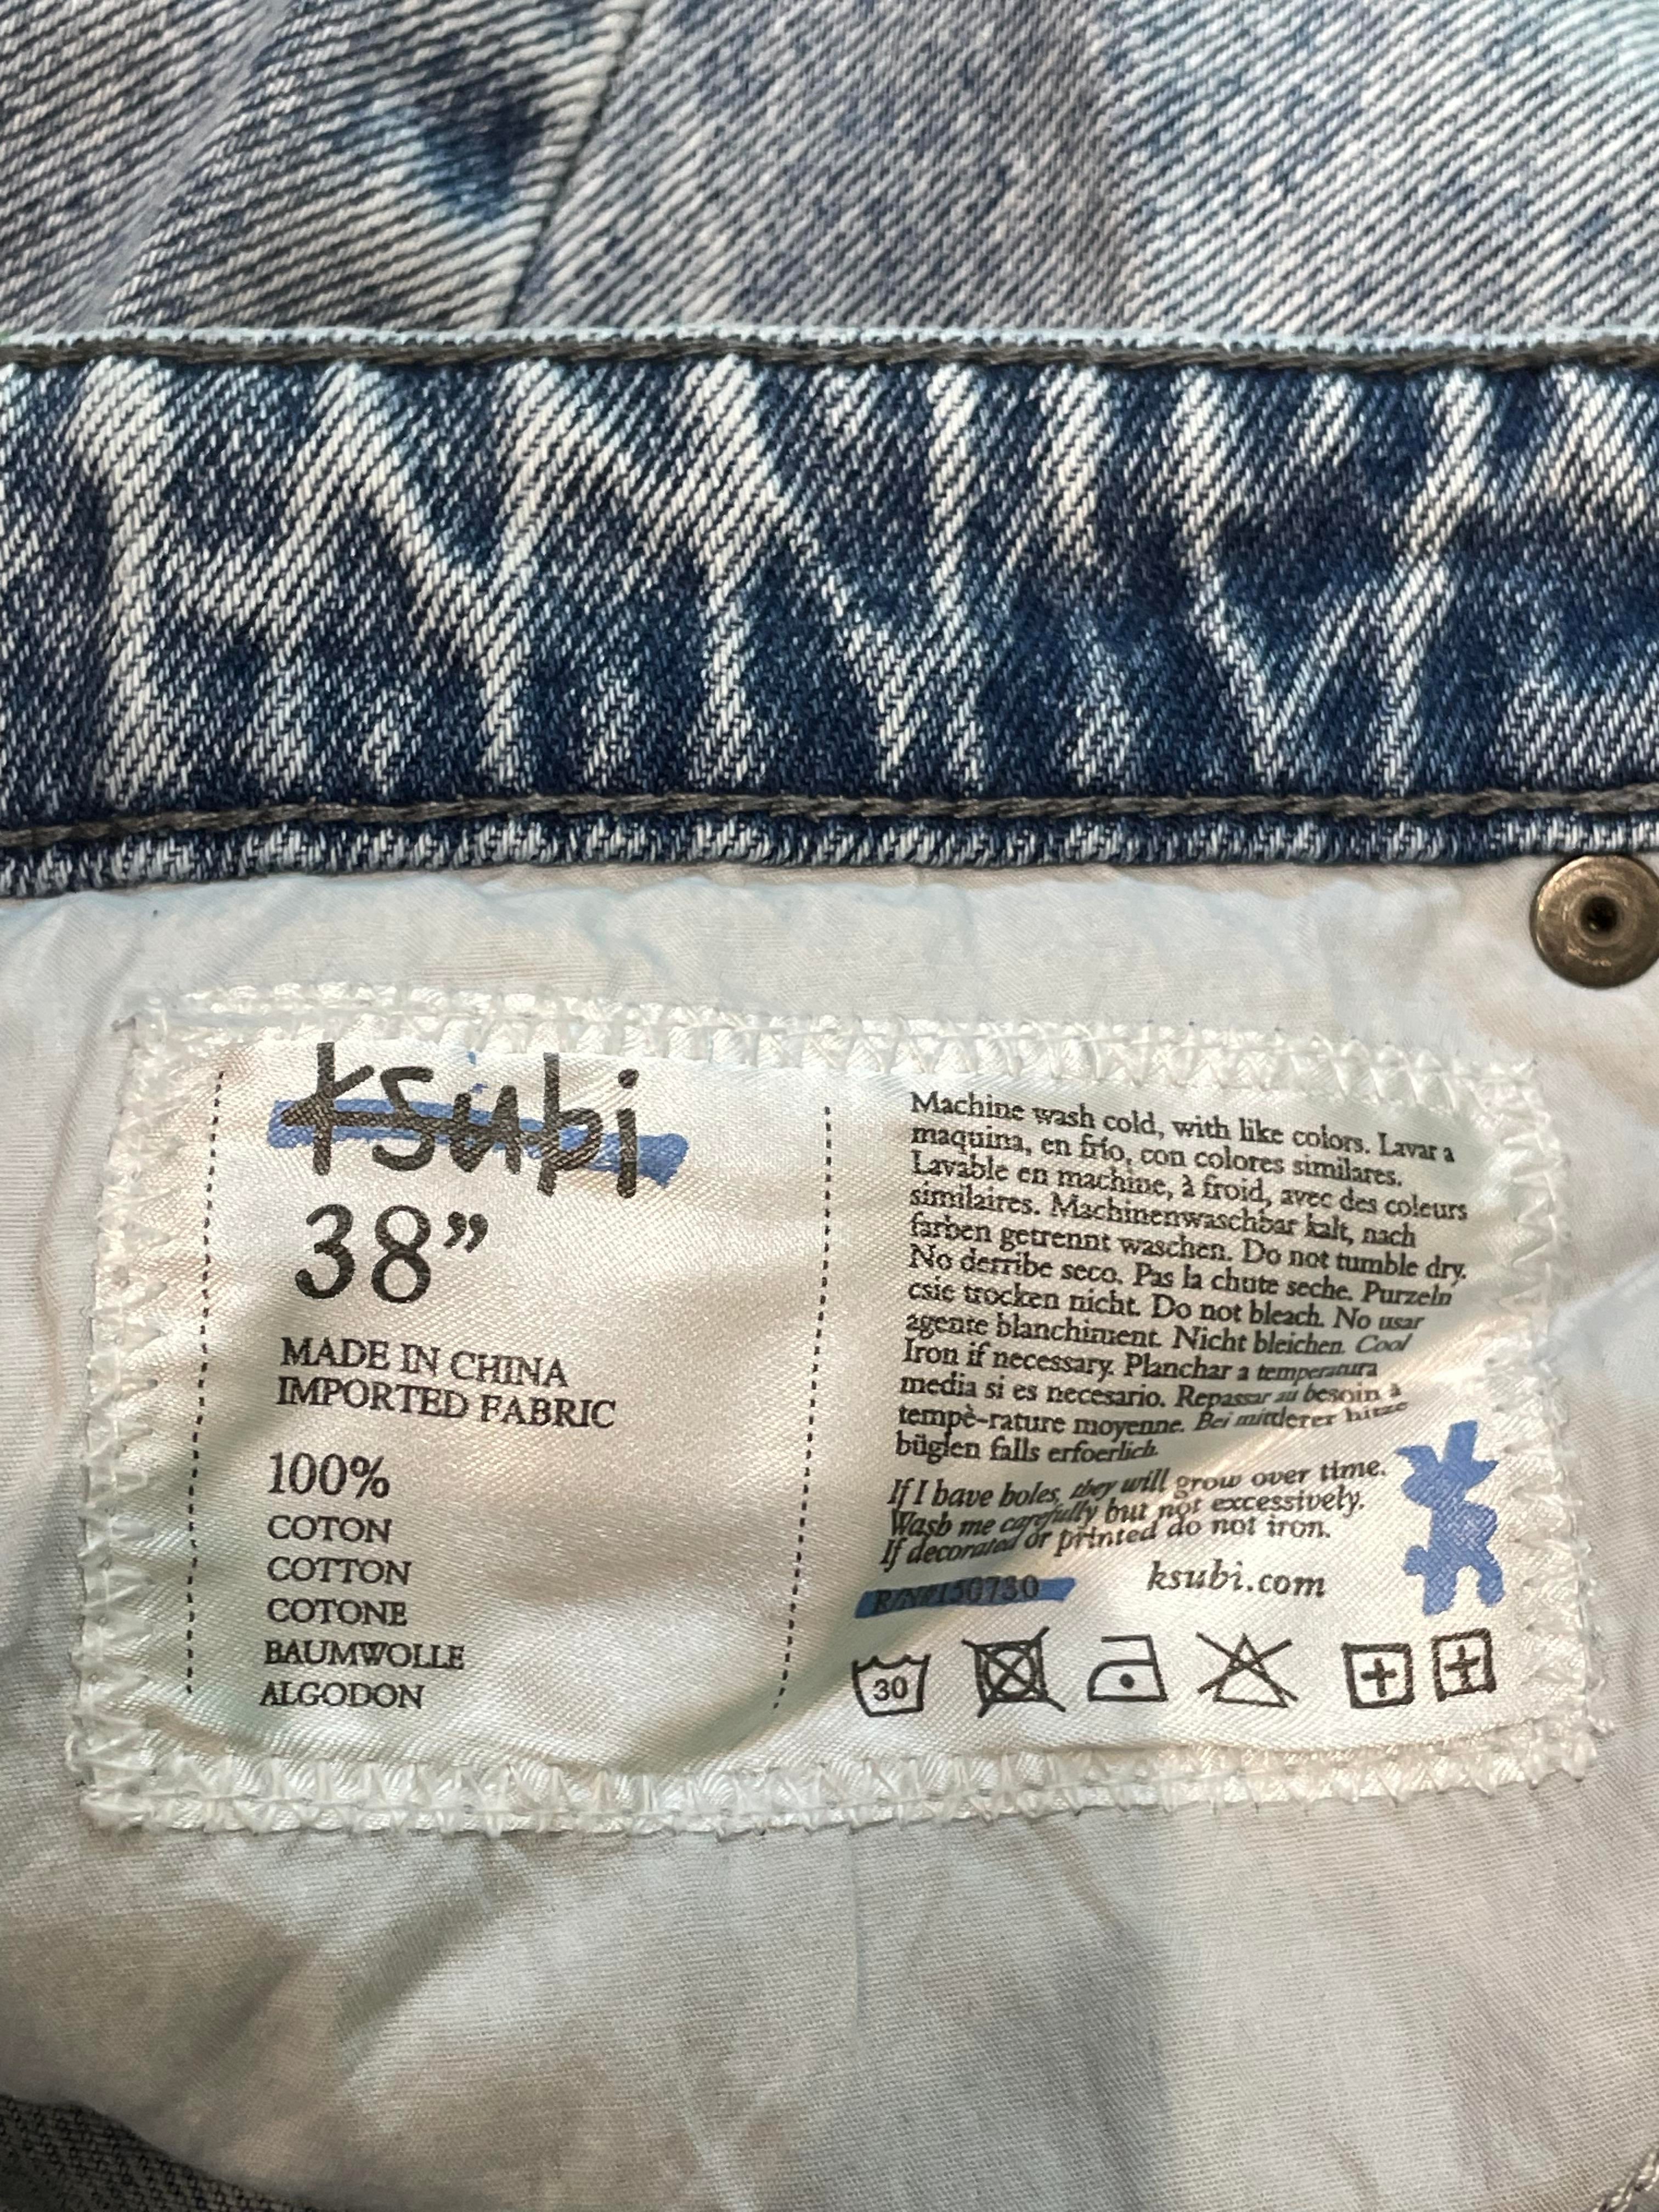 ksubi
38”
MADE IN CHINA
IMPORTED FABRIC
100%
COTON
COTTON
COTONE
BAUMWOLLE
ALGODON
Machine wash cold, with like colors. Lavar a
maquina, en frío, con colores similares.
Lavable en machine, à froid, avec des coleurs
similaires. Machinenwaschbar kalt, nach
farben getrennt waschen. Do not tumble dry.
No derribe seco. Pas la chute seche. Purzeln
csie trocken nicht. Do not bleach. No usar
agente blanchiment. Nicht bleichen. Cool
Iron if necessary. Planchar a temperatura
media si es necesario. Repassar au besoin à
tempè-rature moyenne. Bei mittlerer hitze
büglen falls erfoerlich.
If I have holes, they will grow over time.
Wash me carefully but not excessively.
If decorated or printed do not iron.
R/N#150730
ksubi.com
30